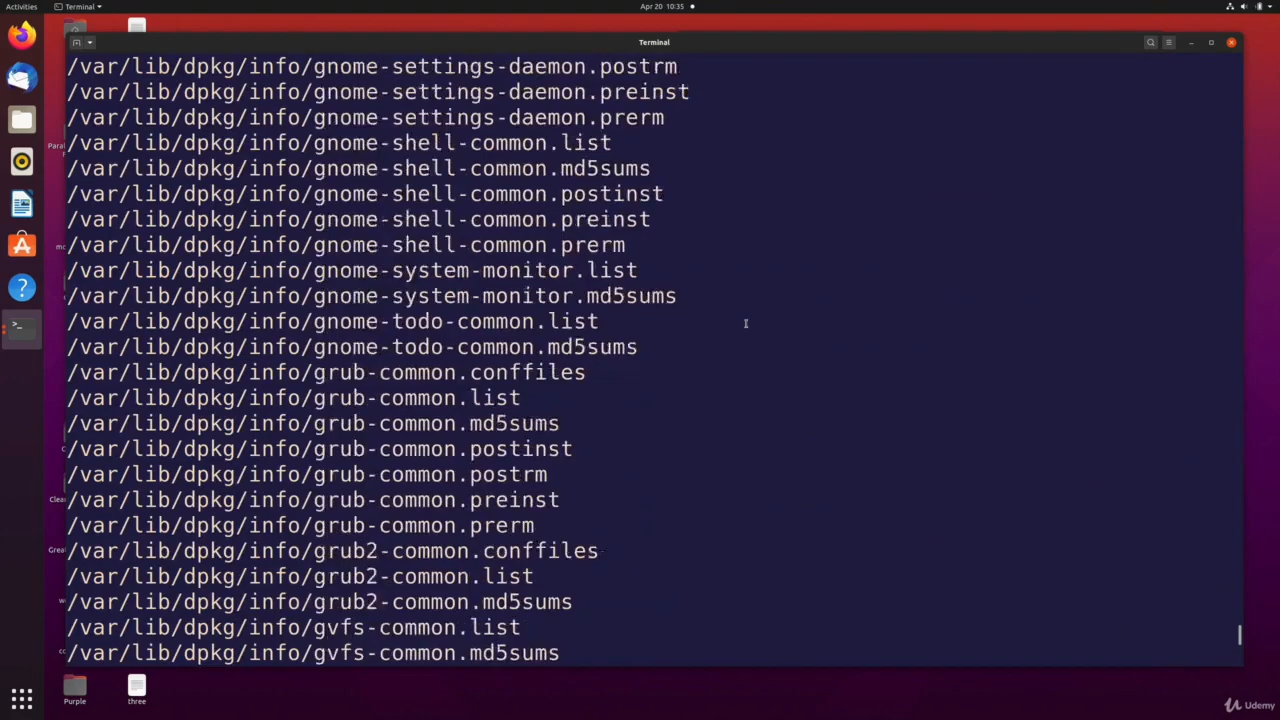 Activities
Terminal
Apr 20 10:35
Terminal
/var/lib/dpkg/info/gnome-settings-daemon.postrm
/var/lib/dpkg/info/gnome-settings-daemon.preinst
/var/lib/dpkg/info/gnome-settings-daemon.prerm
/var/lib/dpkg/info/gnome-shell-common.list
/var/lib/dpkg/info/gnome-shell-common.md5sums
/var/lib/dpkg/info/gnome-shell-common.postinst
/var/lib/dpkg/info/gnome-shell-common.preinst
/var/lib/dpkg/info/gnome-shell-common.prerm
/var/lib/dpkg/info/gnome-system-monitor.list
/var/lib/dpkg/info/gnome-system-monitor.md5sums
/var/lib/dpkg/info/gnome-todo-common.list
/var/lib/dpkg/info/gnome-todo-common.md5sums
/var/lib/dpkg/info/grub-common.conffiles
/var/lib/dpkg/info/grub-common.list
/var/lib/dpkg/info/grub-common.md5sums
/var/lib/dpkg/info/grub-common.postinst
/var/lib/dpkg/info/grub-common.postrm
/var/lib/dpkg/info/grub-common.preinst
/var/lib/dpkg/info/grub-common.prerm
/var/lib/dpkg/info/grub2-common.conffiles
/var/lib/dpkg/info/grub2-common.list
/var/lib/dpkg/info/grub2-common.md5sums
/var/lib/dpkg/info/gvfs-common.list
/var/lib/dpkg/info/gvfs-common.md5sums
Purple
three
Udemy